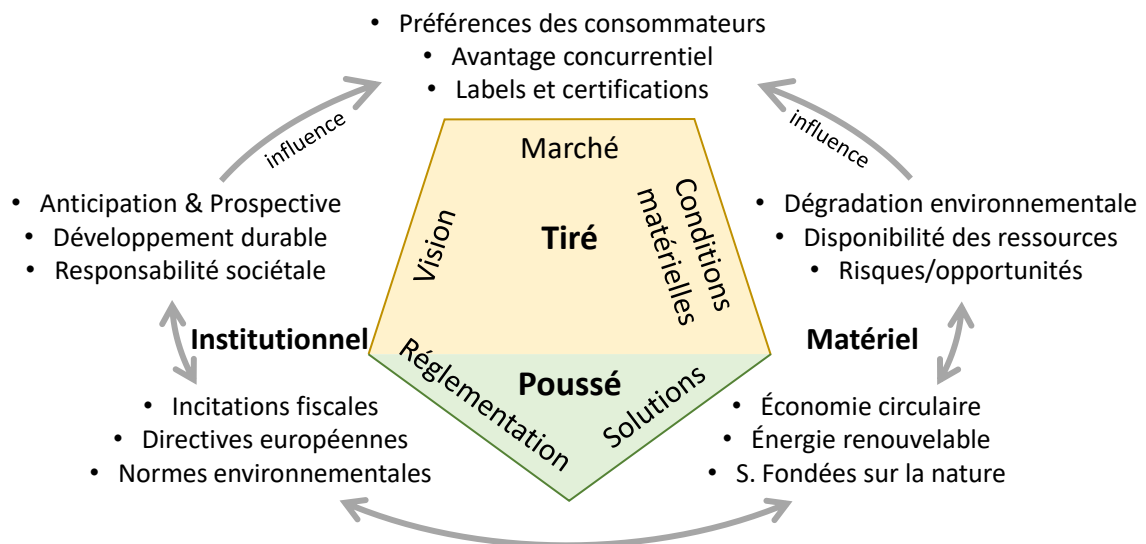 • Préférences des consommateurs
• Avantage concurrentiel
• Labels et certifications
influence
influence
Marché
• Anticipation & Prospective
• Développement durable
• Responsabilité sociétale
Vision
Tiré
Conditions
matérielles
• Dégradation environnementale
• Disponibilité des ressources
• Risques/opportunités
Institutionnel
Matériel
Réglementation
Poussé
Solutions
• Incitations fiscales
• Directives européennes
• Normes environnementales
• Économie circulaire
• Énergie renouvelable
• S. Fondées sur la nature